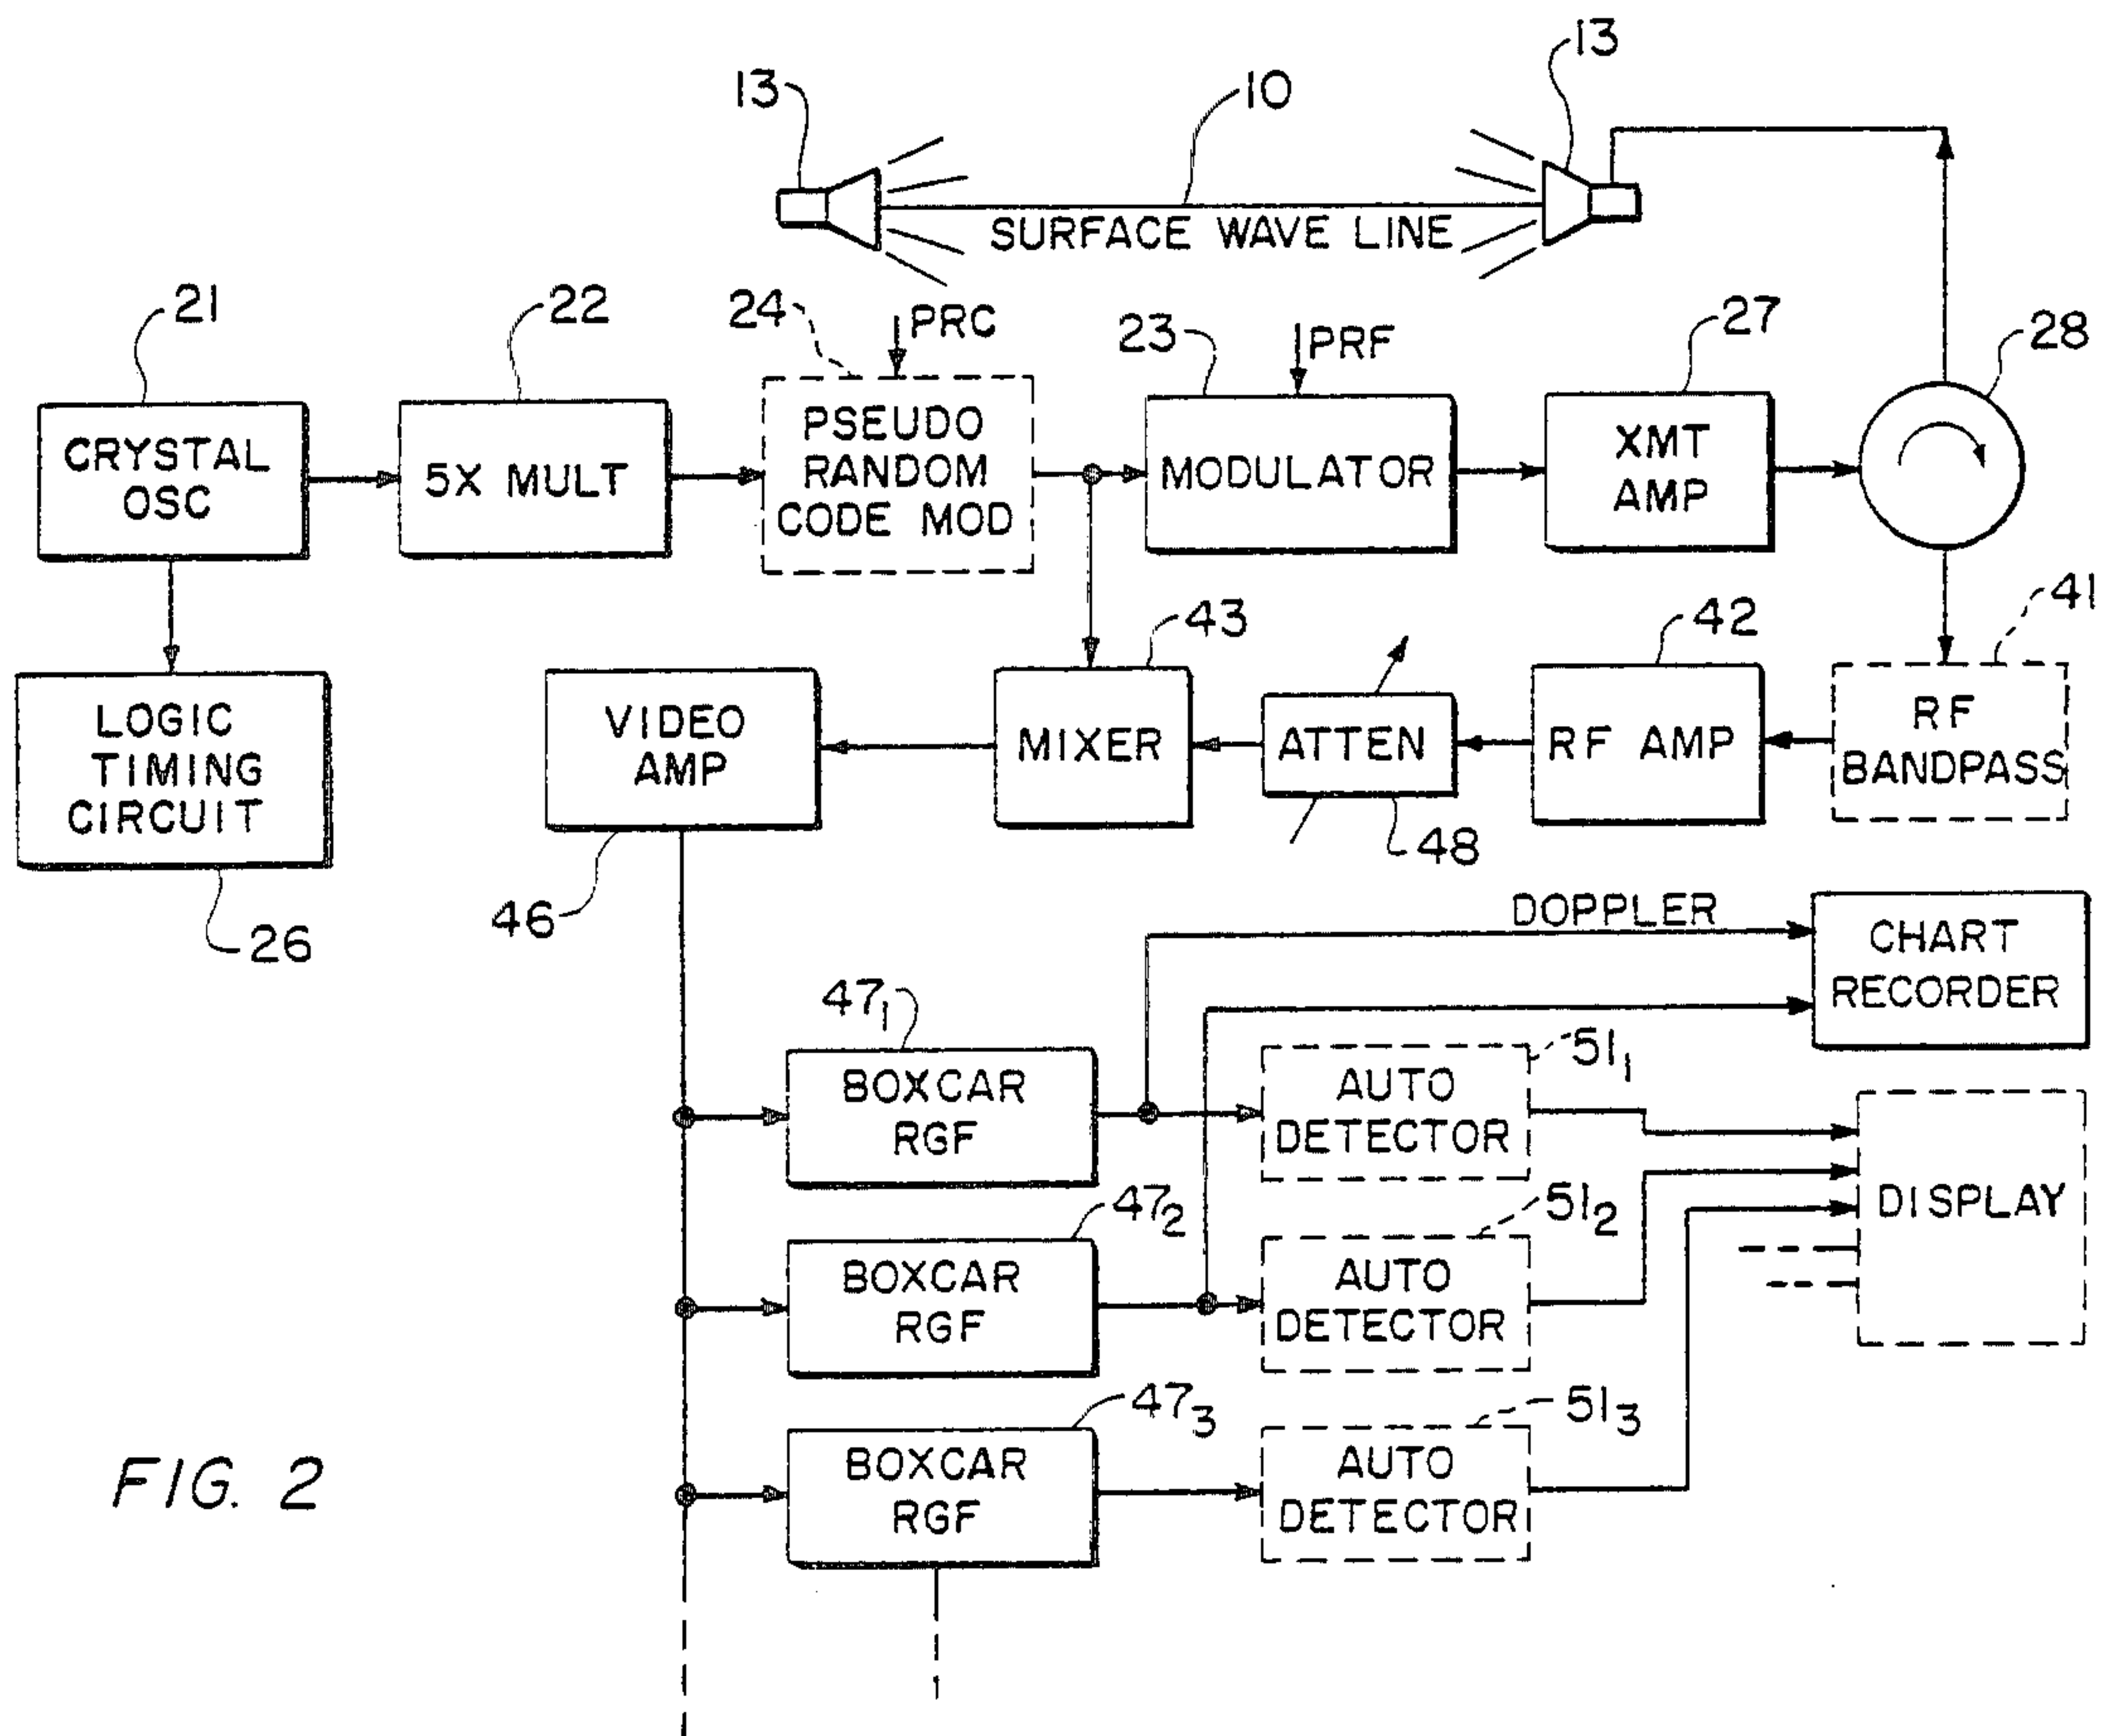 13
10
13
SURFACE WAVE LINE
21
22
24
PRC
23
PRF
27
28
CRYSTAL
OSC
5X MULT
PSEUDO
RANDOM
CODE MOD
MODULATOR
XMT
AMP
LOGIC
TIMING
CIRCUIT
26
VIDEO
AMP
46
43
MIXER
ATTEN
48
42
RF AMP
41
RF
BANDPASS
DOPPLER
CHART
RECORDER
47₁
BOXCAR
RGF
51₁
AUTO
DETECTOR
DISPLAY
47₂
BOXCAR
RGF
51₂
AUTO
DETECTOR
47₃
BOXCAR
RGF
51₃
AUTO
DETECTOR
FIG. 2